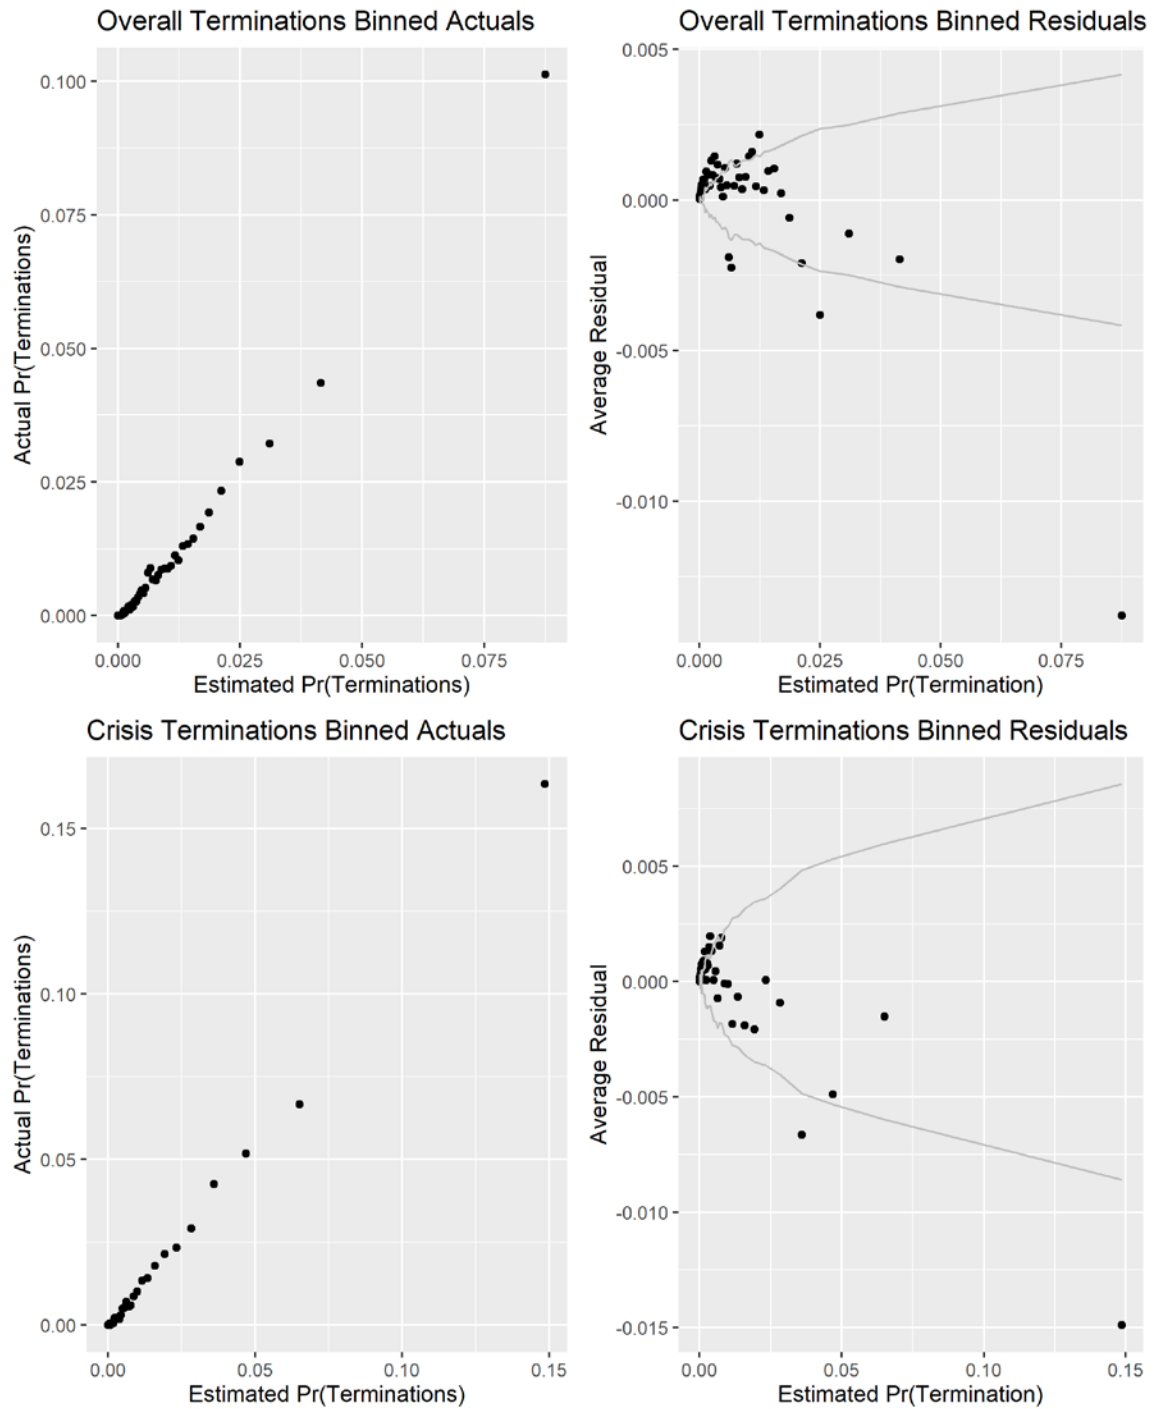 Overall Terminations Binned Actuals
Actual Pr(Terminations)
0.100
0.075
0.050
0.025
0.000
0.000 0.025 0.050 0.075
Estimated Pr(Terminations)
Overall Terminations Binned Residuals
Average Residual
0.005
0.000
-0.005
-0.010
0.000 0.025 0.050 0.075
Estimated Pr(Termination)
Crisis Terminations Binned Actuals
Actual Pr(Terminations)
0.15
0.10
0.05
0.00
0.00 0.05 0.10 0.15
Estimated Pr(Terminations)
Crisis Terminations Binned Residuals
Average Residual
0.005
0.000
-0.005
-0.010
-0.015
0.00 0.05 0.10 0.15
Estimated Pr(Termination)